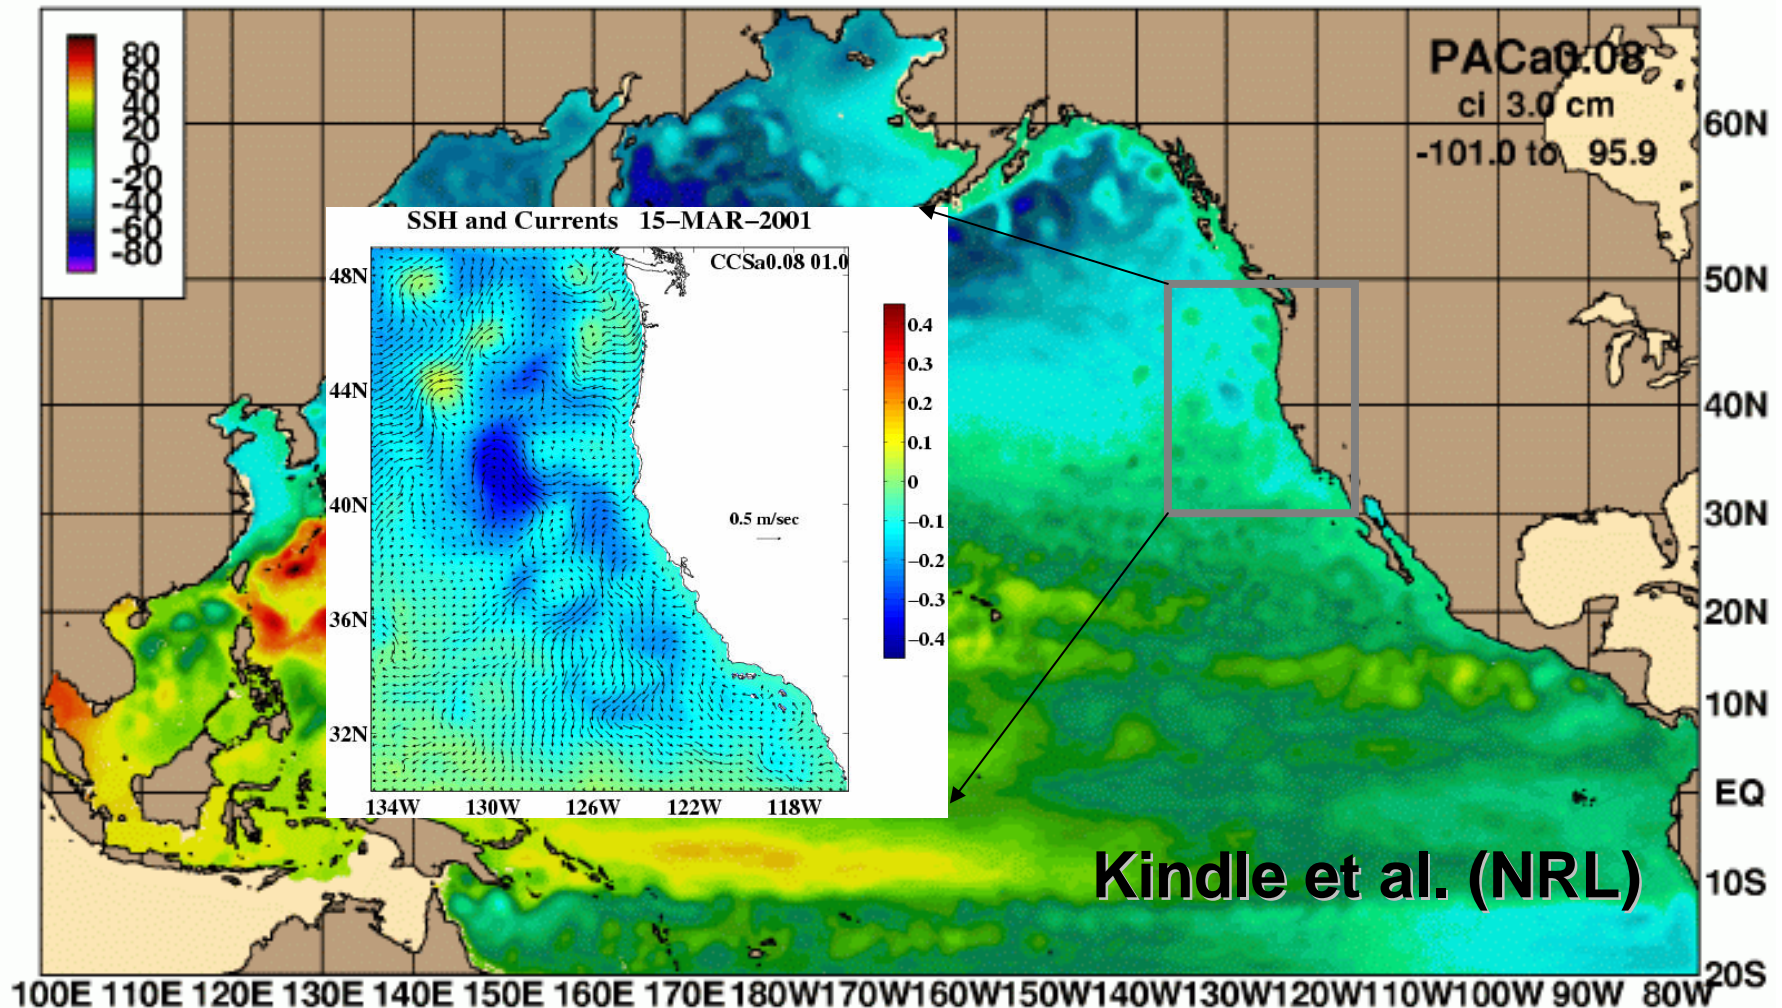 80
60
40
20
0
-20
-40
-60
-80
PACa0.08
ci 3.0 cm
-101.0 to 95.9
60N
50N
40N
30N
20N
10N
EQ
10S
20S
SSH and Currents 15–MAR–2001
CCSa0.08 01.0
48N
44N
40N
36N
32N
0.5 m/sec
0.4
0.3
0.2
0.1
0
–0.1
–0.2
–0.3
–0.4
134W 130W 126W 122W 118W
Kindle et al. (NRL)
100E 110E 120E 130E 140E 150E 160E 170E 180W 170W 160W 150W 140W 130W 120W 110W 100W 90W 80W